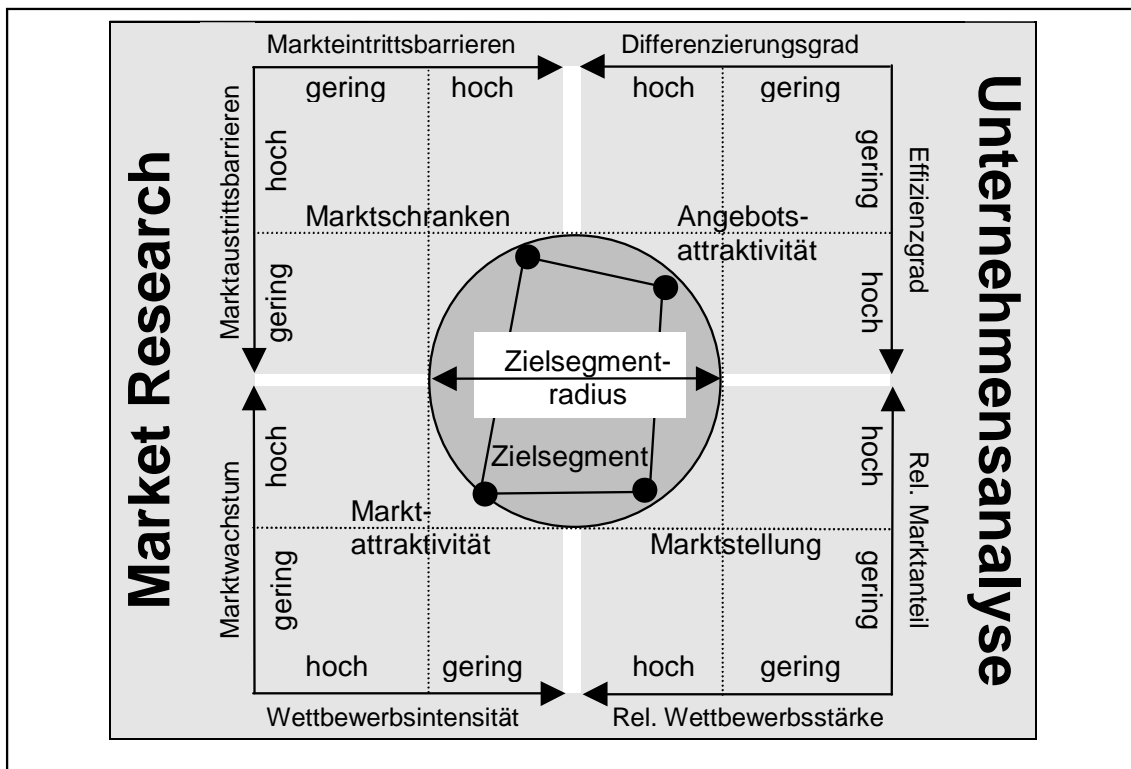 Markteintrittsbarrieren
Differenzierungsgrad
gering
hoch
hoch
gering
Market Research
Marktaustrittsbarrieren
hoch
gering
Marktschranken
Angebots-
attraktivität
gering
hoch
Effizienzgrad
Unternehmensanalyse
Zielsegment-
radius
Zielsegment
Marktwachstum
hoch
gering
Markt-
attraktivität
Marktstellung
hoch
gering
Rel. Marktanteil
hoch
gering
hoch
gering
Wettbewerbsintensität
Rel. Wettbewerbsstärke